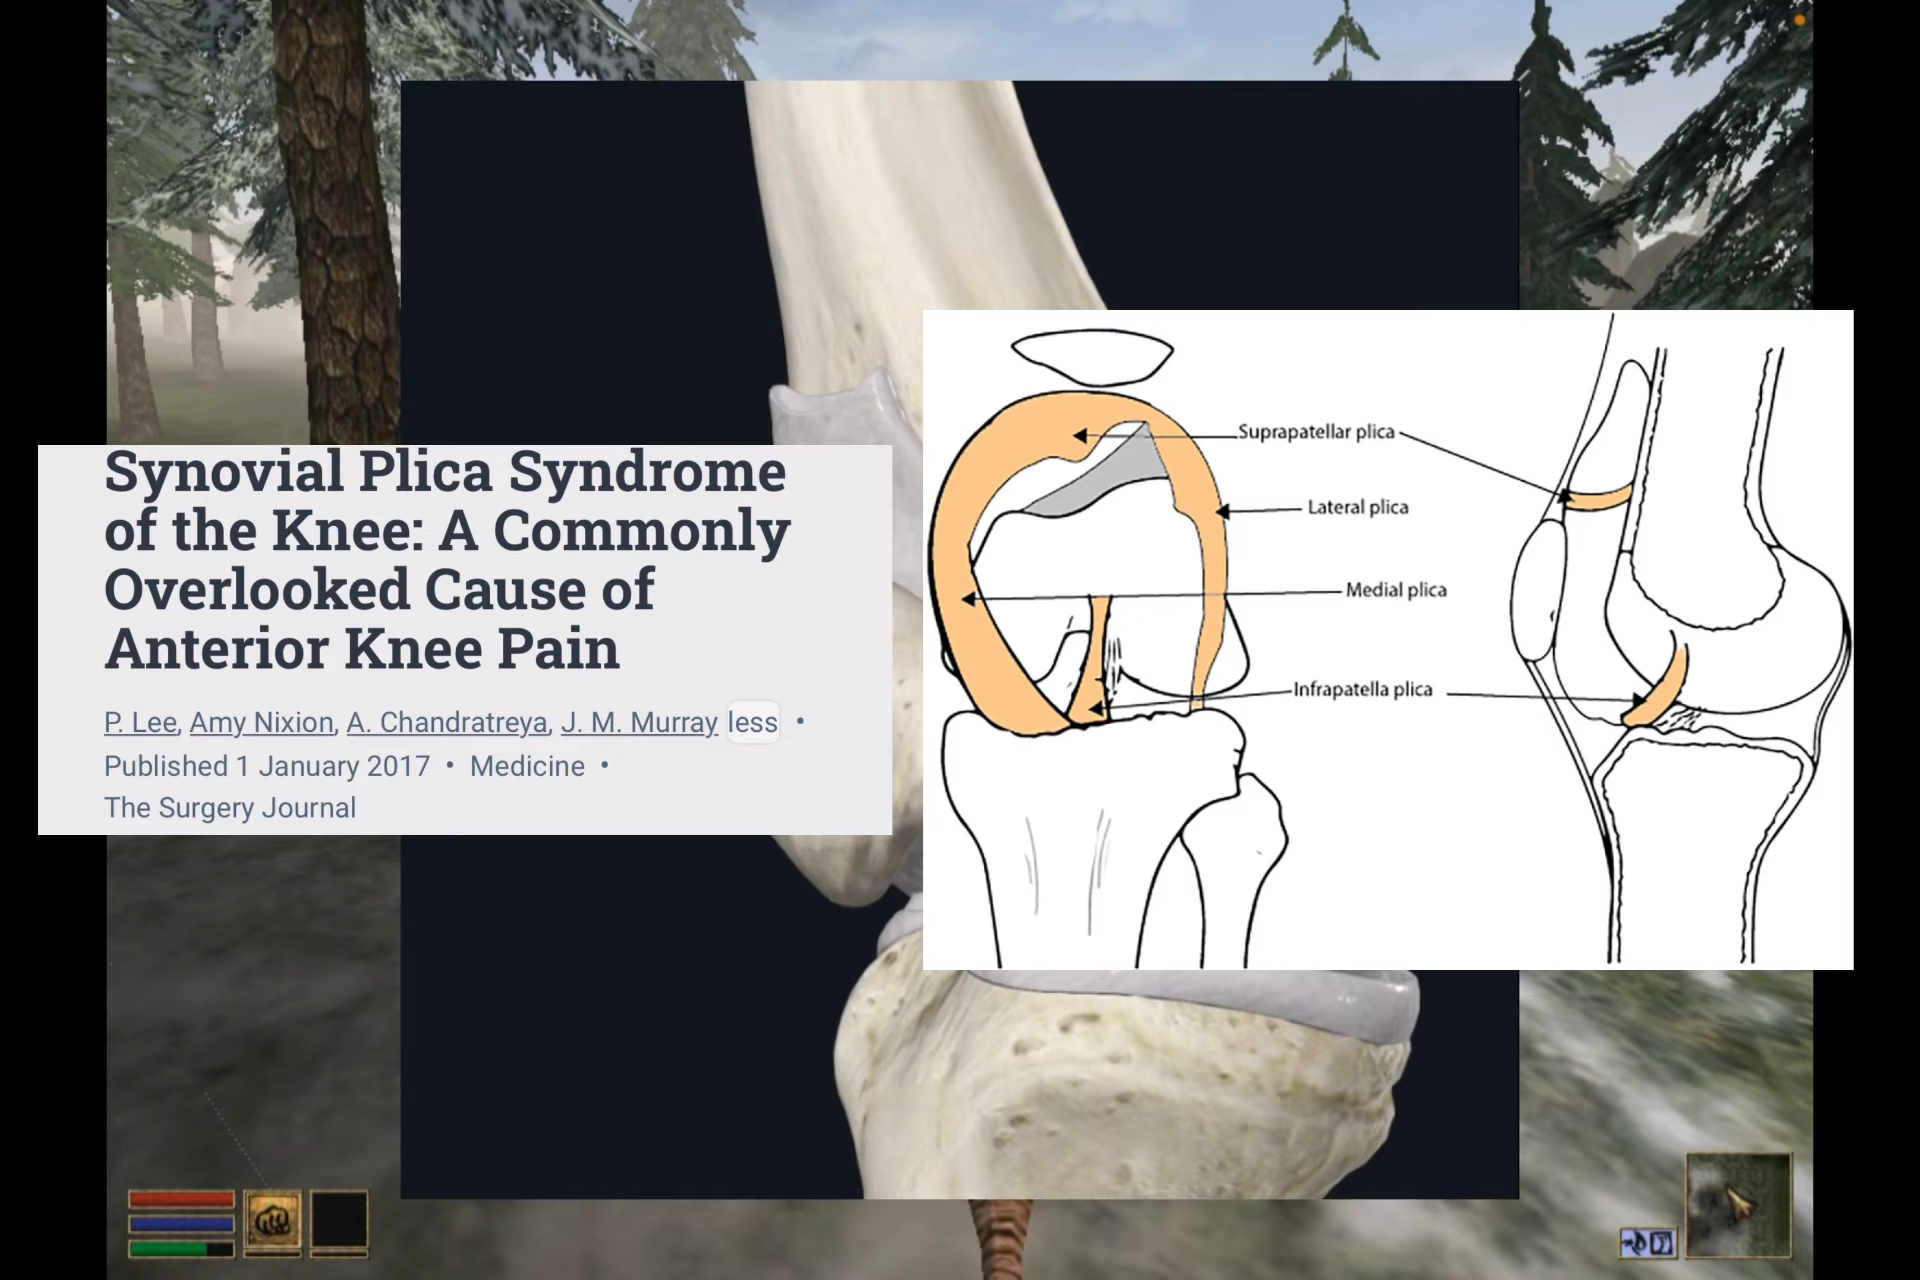 Synovial Plica Syndrome
of the Knee: A Commonly
Overlooked Cause of
Anterior Knee Pain
P. Lee, Amy Nixion, A. Chandratreya, J. M. Murray less •
Published 1 January 2017 • Medicine •
The Surgery Journal
Suprapatellar plica
Lateral plica
Medial plica
Infrapatella plica